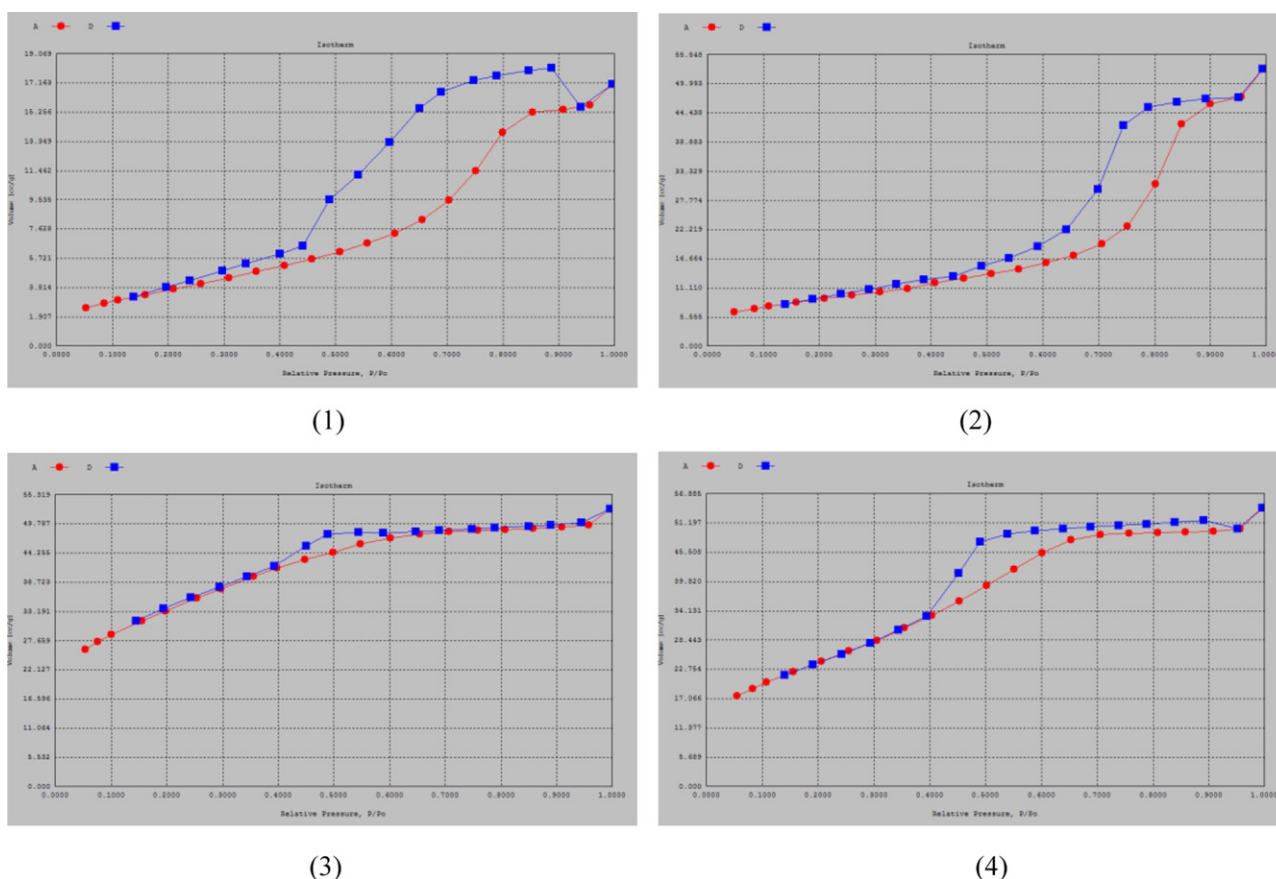 A D
Isotherm
19.069
17.163
15.256
13.349
11.442
9.535
7.628
5.721
3.814
1.907
0.000
Volume [cc/g]
0.0000 0.1000 0.2000 0.3000 0.4000 0.5000 0.6000 0.7000 0.8000 0.9000 1.0000
Relative Pressure, P/Po
(1)
A D
Isotherm
55.548
49.993
44.438
38.883
33.329
27.774
22.219
16.664
11.110
5.555
0.000
Volume [cc/g]
0.0000 0.1000 0.2000 0.3000 0.4000 0.5000 0.6000 0.7000 0.8000 0.9000 1.0000
Relative Pressure, P/Po
(2)
A D
Isotherm
55.319
49.787
44.255
38.723
33.191
27.659
22.127
16.596
11.064
5.532
0.000
Volume [cc/g]
0.0000 0.1000 0.2000 0.3000 0.4000 0.5000 0.6000 0.7000 0.8000 0.9000 1.0000
Relative Pressure, P/Po
(3)
A D
Isotherm
56.885
51.197
45.508
39.820
34.131
28.443
22.754
17.066
11.377
5.689
0.000
Volume [cc/g]
0.0000 0.1000 0.2000 0.3000 0.4000 0.5000 0.6000 0.7000 0.8000 0.9000 1.0000
Relative Pressure, P/Po
(4)